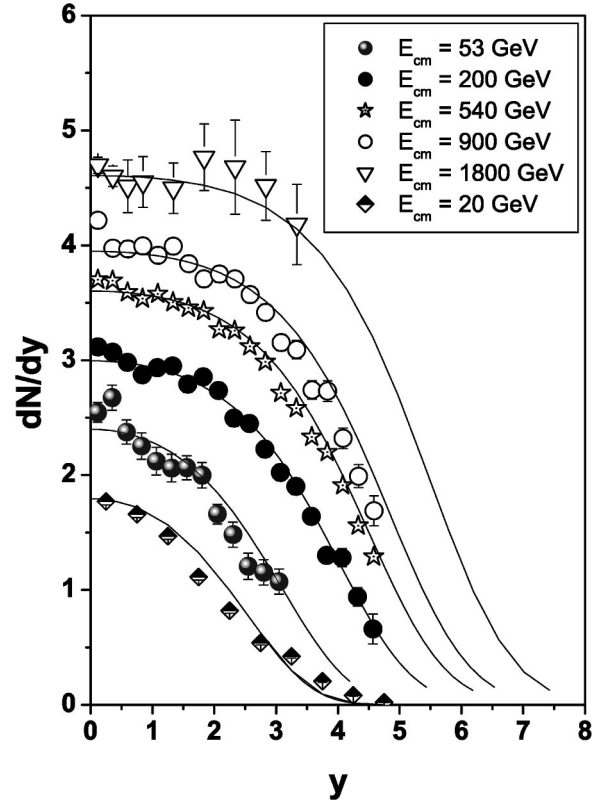 6
5
4
3
2
1
0
dN/dy
E_cm = 53 GeV
E_cm = 200 GeV
E_cm = 540 GeV
E_cm = 900 GeV
E_cm = 1800 GeV
E_cm = 20 GeV
0 1 2 3 4 5 6 7 8
y